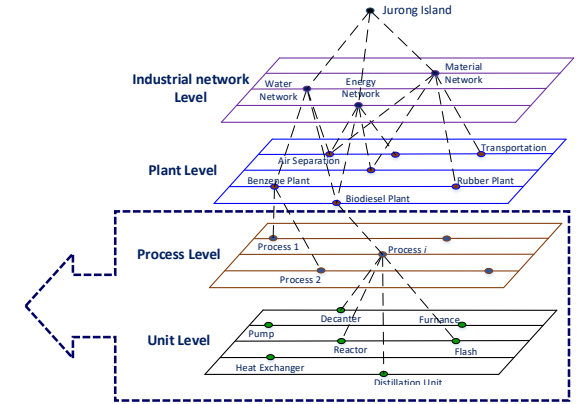 Jurong Island
Industrial network
Level
Water
Network
Energy
Network
Material
Network
Plant Level
Air Separation
Transportation
Benzene Plant
Rubber Plant
Biodiesel Plant
Process Level
Process 1
Process i
Process 2
Unit Level
Decanter
Furnance
Pump
Reactor
Flash
Heat Exchanger
Distillation Unit